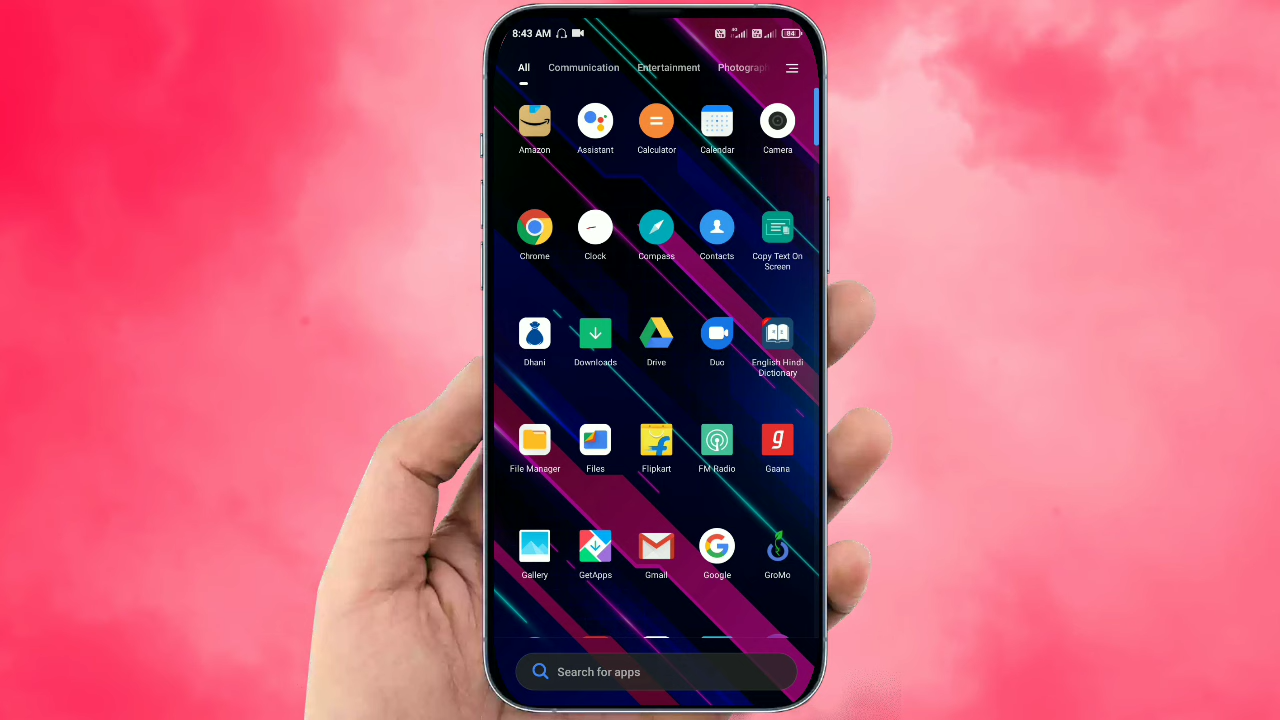 8:43 AM 84
All Communication Entertainment Photograph
Amazon Assistant Calculator Calendar Camera
Chrome Clock Compass Contacts Copy Text On
Screen
Dhani Downloads Drive Duo English Hindi
Dictionary
File Manager Files Flipkart FM Radio Gaana
Gallery GetApps Gmail Google GroMo
Search for apps